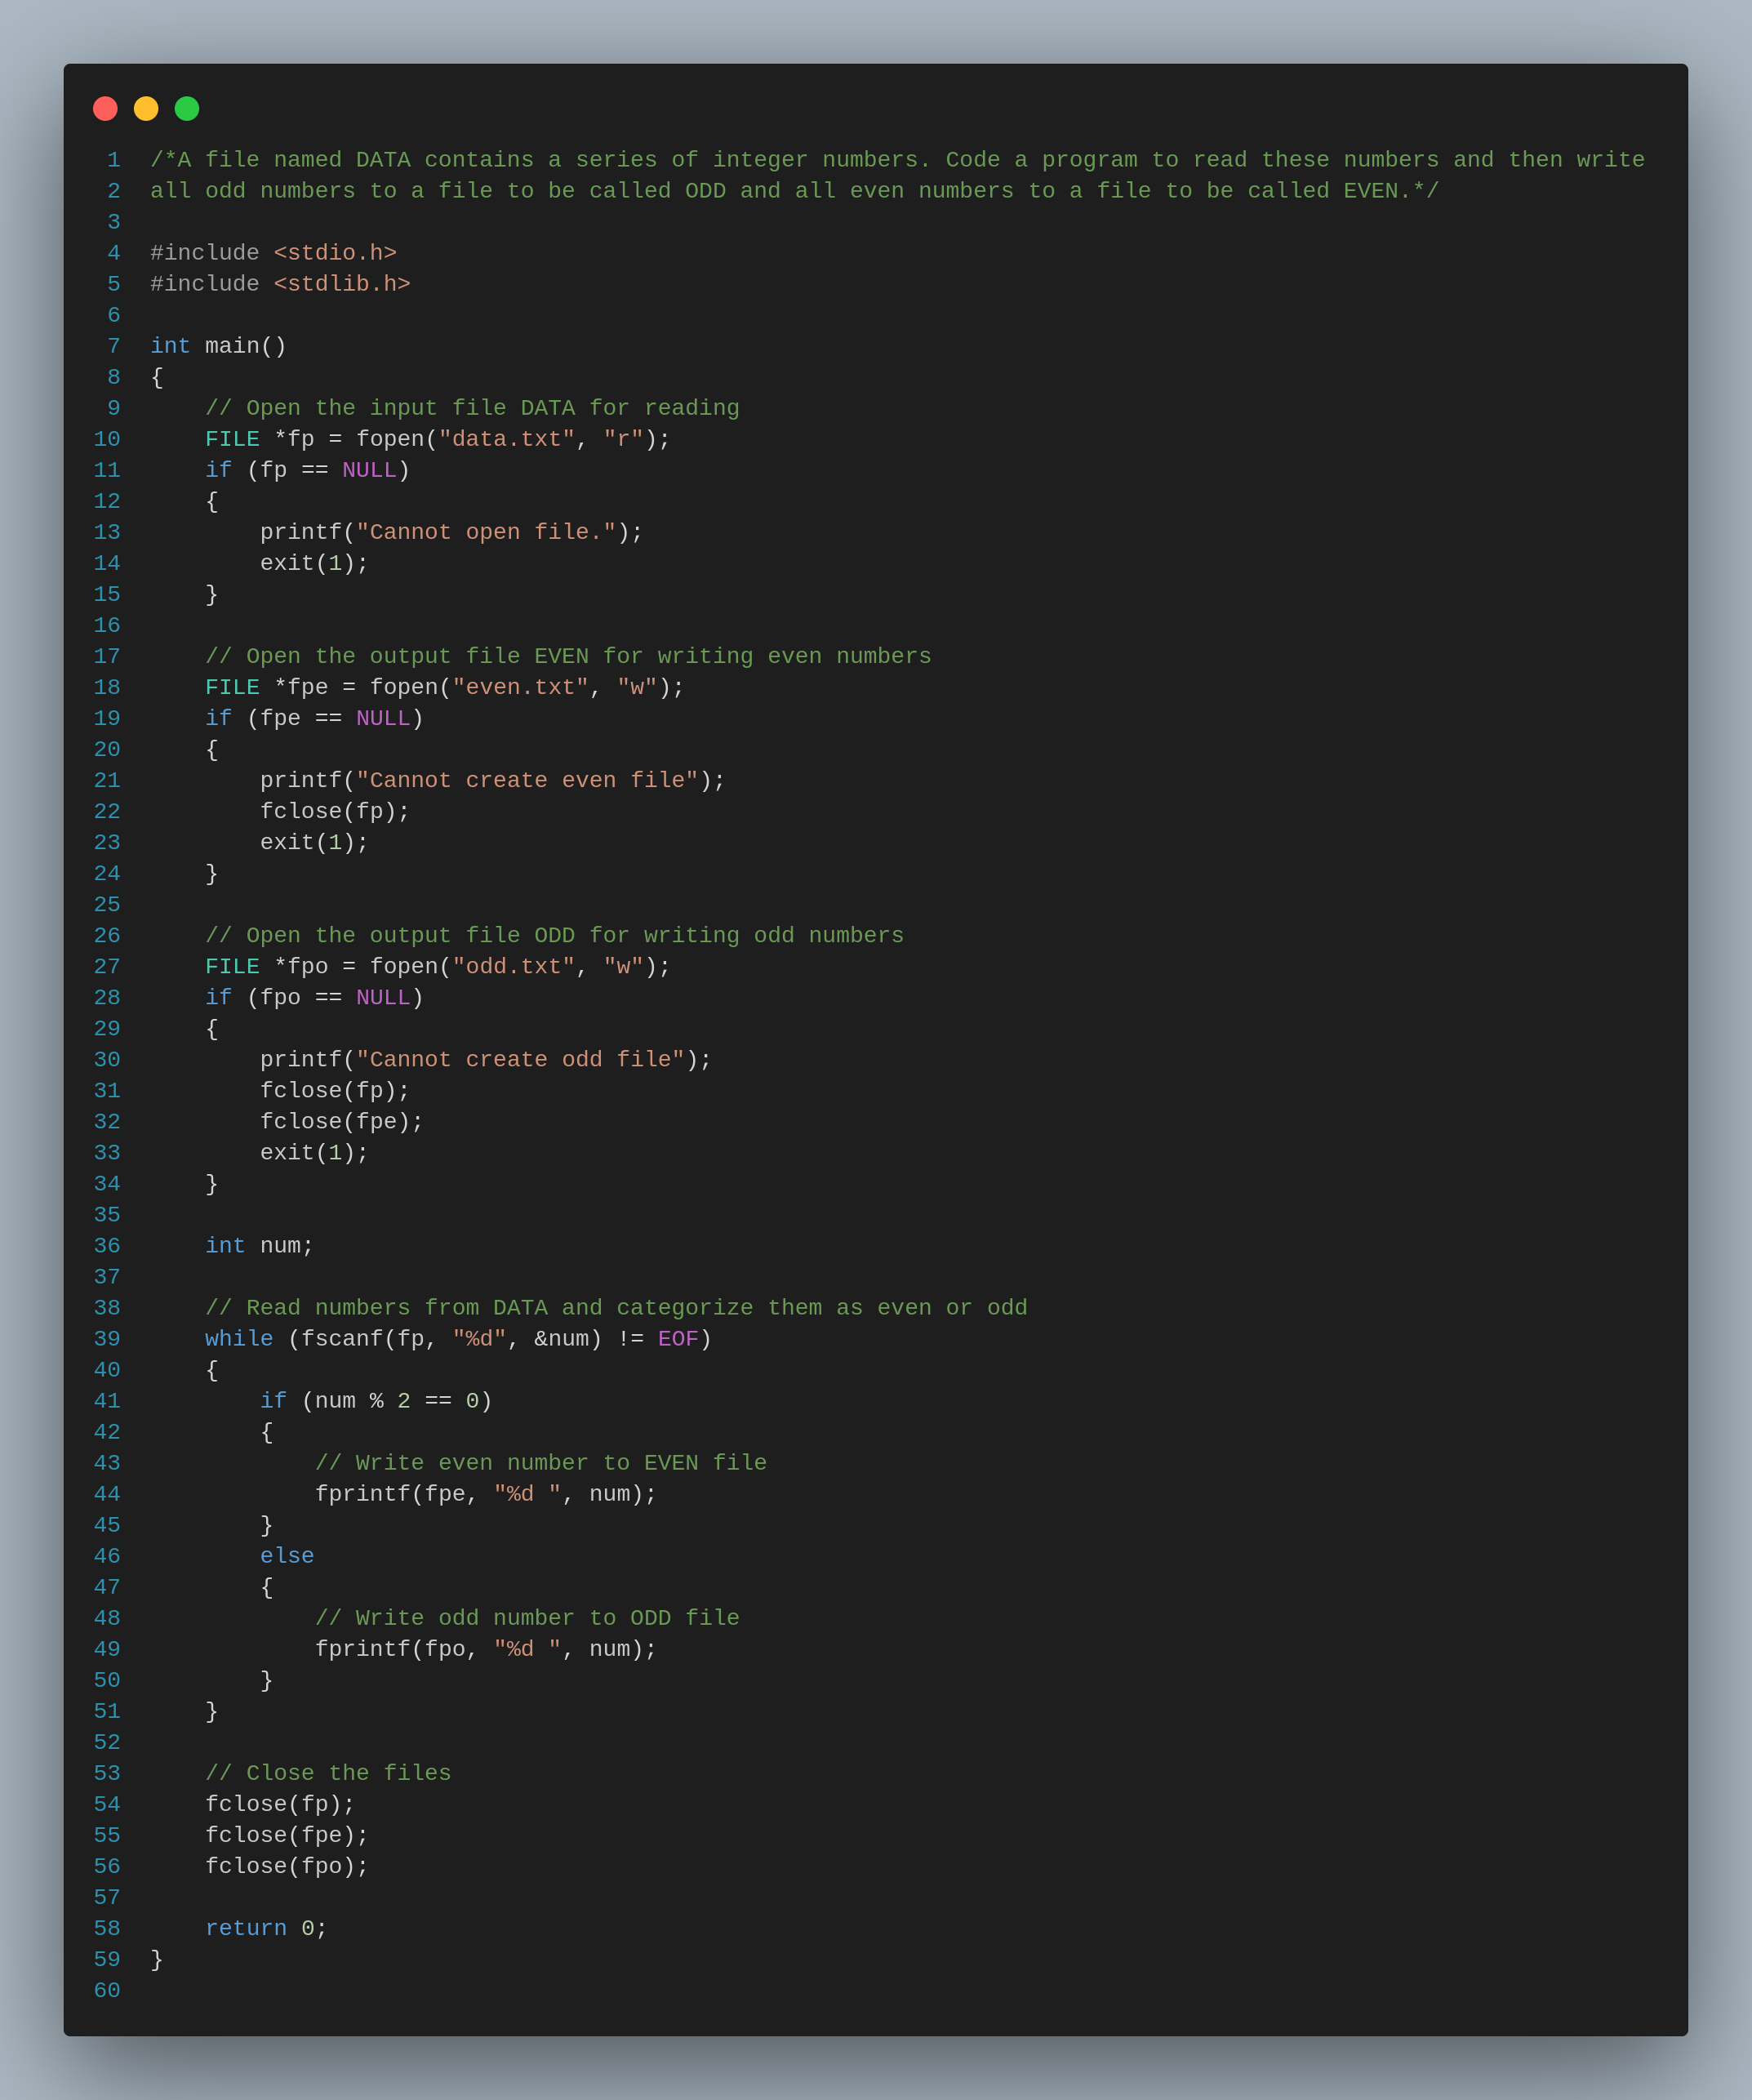 1 /*A file named DATA contains a series of integer numbers. Code a program to read these numbers and then write
2 all odd numbers to a file to be called ODD and all even numbers to a file to be called EVEN.*/
3
4 #include <stdio.h>
5 #include <stdlib.h>
6
7 int main()
8 {
9     // Open the input file DATA for reading
10     FILE *fp = fopen("data.txt", "r");
11     if (fp == NULL)
12     {
13         printf("Cannot open file.");
14         exit(1);
15     }
16
17     // Open the output file EVEN for writing even numbers
18     FILE *fpe = fopen("even.txt", "w");
19     if (fpe == NULL)
20     {
21         printf("Cannot create even file");
22         fclose(fp);
23         exit(1);
24     }
25
26     // Open the output file ODD for writing odd numbers
27     FILE *fpo = fopen("odd.txt", "w");
28     if (fpo == NULL)
29     {
30         printf("Cannot create odd file");
31         fclose(fp);
32         fclose(fpe);
33         exit(1);
34     }
35
36     int num;
37
38     // Read numbers from DATA and categorize them as even or odd
39     while (fscanf(fp, "%d", &num) != EOF)
40     {
41         if (num % 2 == 0)
42         {
43             // Write even number to EVEN file
44             fprintf(fpe, "%d ", num);
45         }
46         else
47         {
48             // Write odd number to ODD file
49             fprintf(fpo, "%d ", num);
50         }
51     }
52
53     // Close the files
54     fclose(fp);
55     fclose(fpe);
56     fclose(fpo);
57
58     return 0;
59 }
60